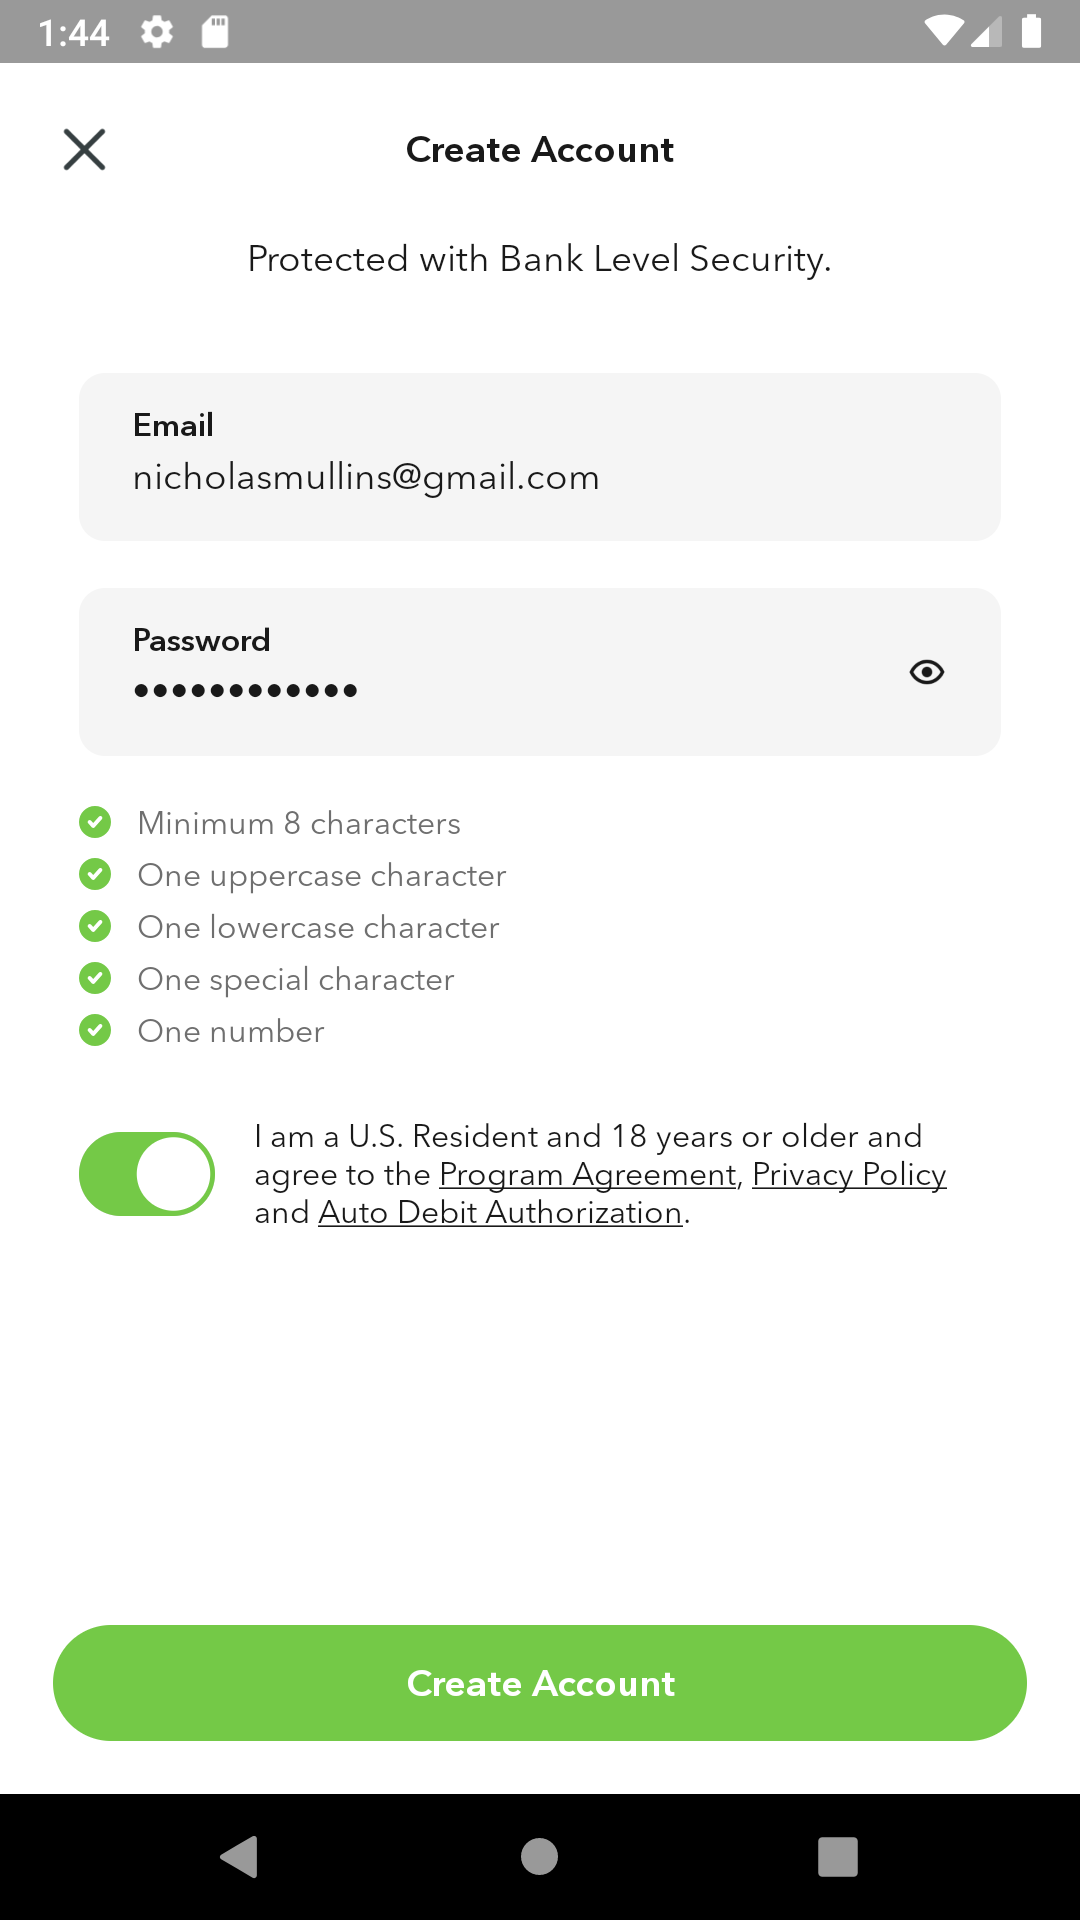 1:44
Create Account
Protected with Bank Level Security.
Email
nicholasmullins@gmail.com
Password
••••••••••••
Minimum 8 characters
One uppercase character
One lowercase character
One special character
One number
I am a U.S. Resident and 18 years or older and
agree to the Program Agreement, Privacy Policy
and Auto Debit Authorization.
Create Account